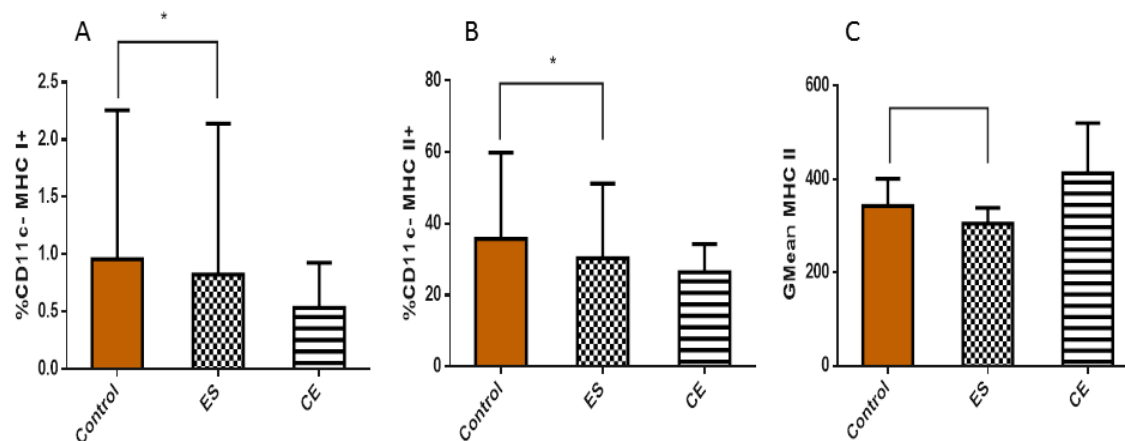 A
*
%CD11c- MHC I+
2.5
2.0
1.5
1.0
0.5
0.0
Control
ES
CE
B
*
%CD11c- MHC II+
80
60
40
20
0
Control
ES
CE
C
GMean MHC II
600
400
200
0
Control
ES
CE